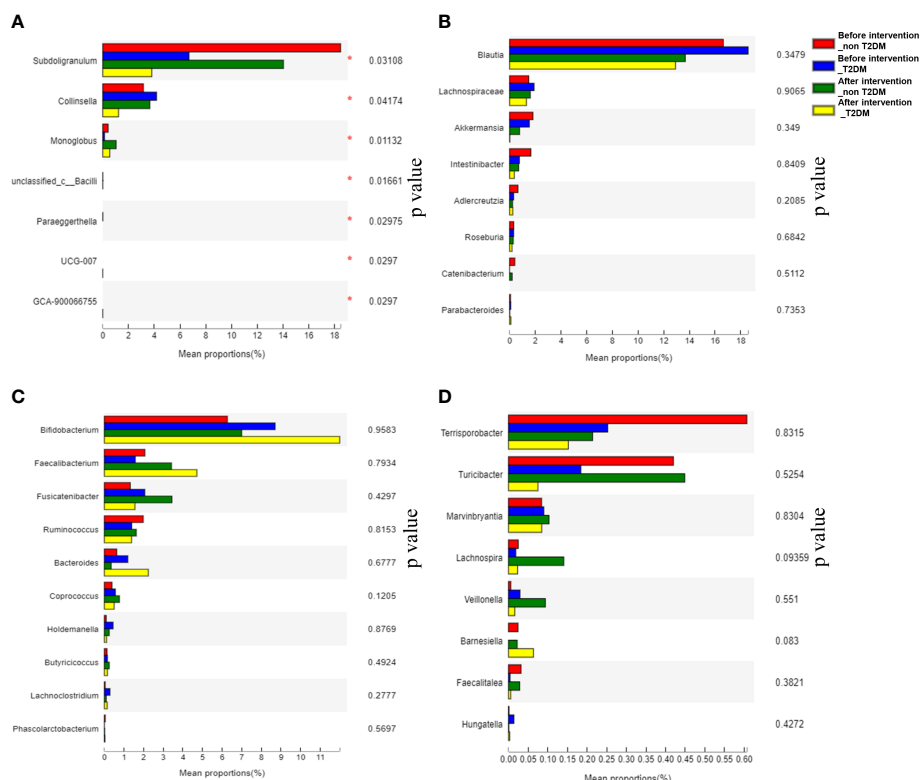 A
Subdoligranulum
Collinsella
Monoglobus
unclassified_c__Bacilli
Paraeggerthella
UCG-007
GCA-900066755
* 0.03108
* 0.04174
* 0.01132
* 0.01661
* 0.02975
* 0.0297
* 0.0297
p value
0 2 4 6 8 10 12 14 16 18
Mean proportions(%)
B
Blautia
Lachnospiraceae
Akkermansia
Intestinibacter
Adlercreutzia
Roseburia
Catenibacterium
Parabacteroides
0.3479
0.9065
0.349
0.8409
0.2085
0.6842
0.5112
0.7353
p value
0 2 4 6 8 10 12 14 16 18
Mean proportions(%)
Before intervention
_non T2DM
Before intervention
_T2DM
After intervention
_non T2DM
After intervention
_T2DM
C
Bifidobacterium
Faecalibacterium
Fusicatenibacter
Ruminococcus
Bacteroides
Coprococcus
Holdemanella
Butyricicoccus
Lachnoclostridium
Phascolarctobacterium
0.9583
0.7934
0.4297
0.8153
0.6777
0.1205
0.8769
0.4924
0.2777
0.5697
p value
0 1 2 3 4 5 6 7 8 9 10 11
Mean proportions(%)
D
Terrisporobacter
Turicibacter
Marvinbryantia
Lachnospira
Veillonella
Barnesiella
Faecalitalea
Hungatella
0.8315
0.5254
0.8304
0.09359
0.551
0.083
0.3821
0.4272
p value
0.00 0.05 0.10 0.15 0.20 0.25 0.30 0.35 0.40 0.45 0.50 0.55 0.60
Mean proportions(%)